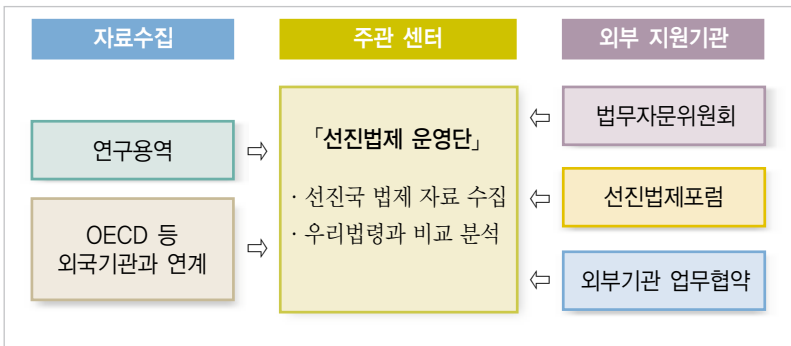 자료수집
주관 센터
외부 지원기관
연구용역
⇨
OECD 등
외국기관과 연계
⇨
「선진법제 운영단」
· 선진국 법제 자료 수집
· 우리법령과 비교 분석
⇦
법무자문위원회
⇦
선진법제포럼
⇦
외부기관 업무협약